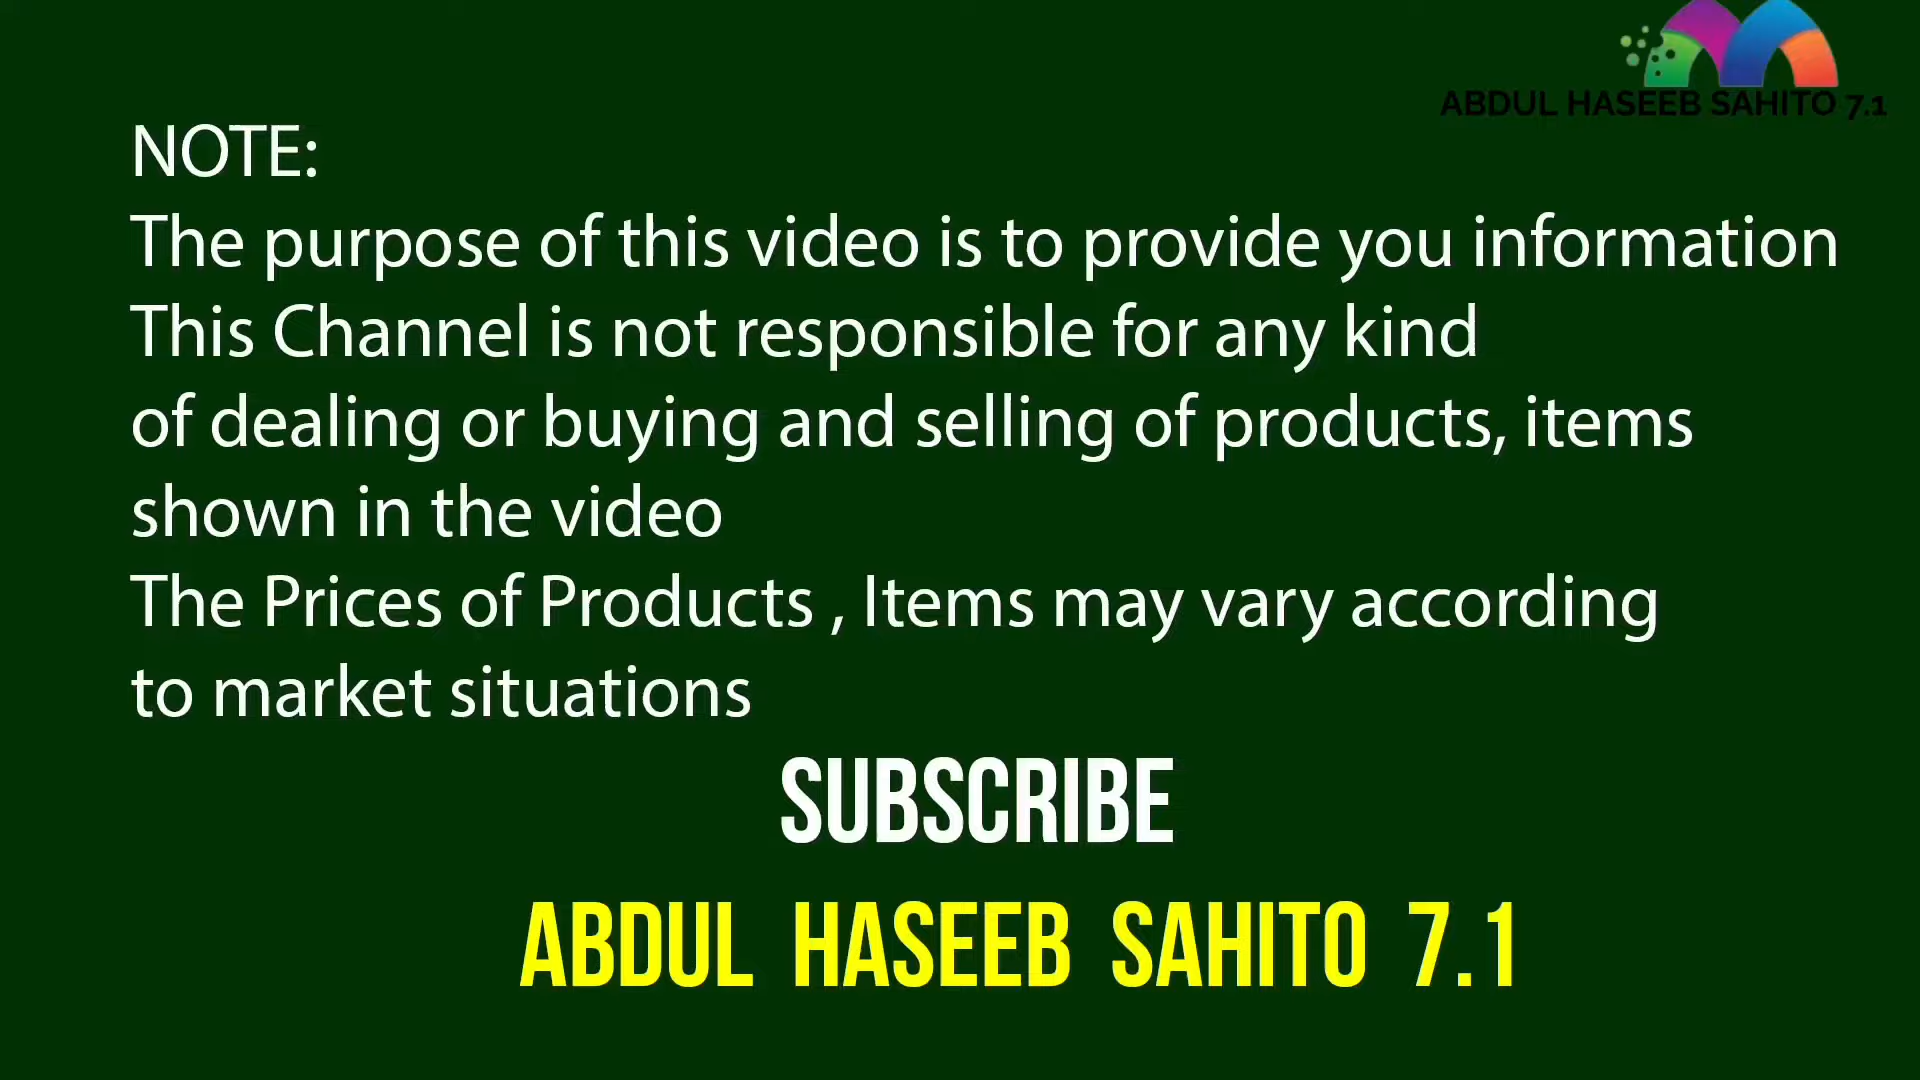 ABDUL HASEEB SAHITO 7.1
NOTE:
The purpose of this video is to provide you information
This Channel is not responsible for any kind
of dealing or buying and selling of products, items
shown in the video
The Prices of Products , Items may vary according
to market situations
SUBSCRIBE
ABDUL HASEEB SAHITO 7.1